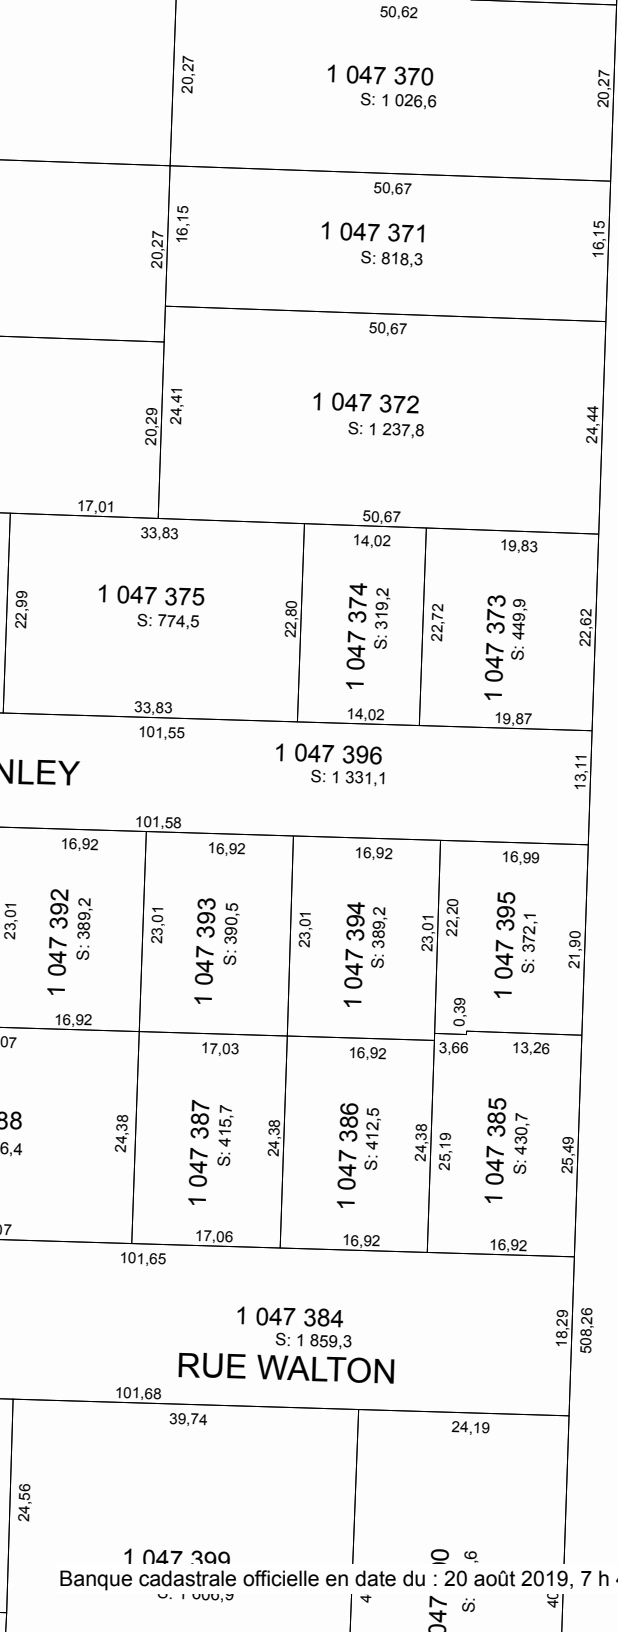 50,62
20,27
1 047 370
S: 1 026,6
20,27
50,67
16,15
20,27
1 047 371
S: 818,3
16,15
50,67
24,41
20,29
1 047 372
S: 1 237,8
24,44
17,01
50,67
33,83
14,02
19,83
22,99
1 047 375
S: 774,5
22,80
1 047 374
S: 319,2
22,72
1 047 373
S: 449,9
22,62
33,83
14,02
19,87
101,55
1 047 396
S: 1 331,1
13,11
NLEY
101,58
16,92
16,92
16,92
16,99
23,01
1 047 392
S: 389,2
23,01
1 047 393
S: 390,5
23,01
1 047 394
S: 389,2
23,01
22,20
1 047 395
S: 372,1
21,90
0,39
16,92
07
17,03
16,92
3,66
13,26
88
6,4
24,38
1 047 387
S: 415,7
24,38
1 047 386
S: 412,5
24,38
25,19
1 047 385
S: 430,7
25,49
07
17,06
16,92
16,92
101,65
1 047 384
S: 1 859,3
18,29
508,26
RUE WALTON
101,68
39,74
24,19
24,56
1 047 399
Banque cadastrale officielle en date du : 20 août 2019, 7 h